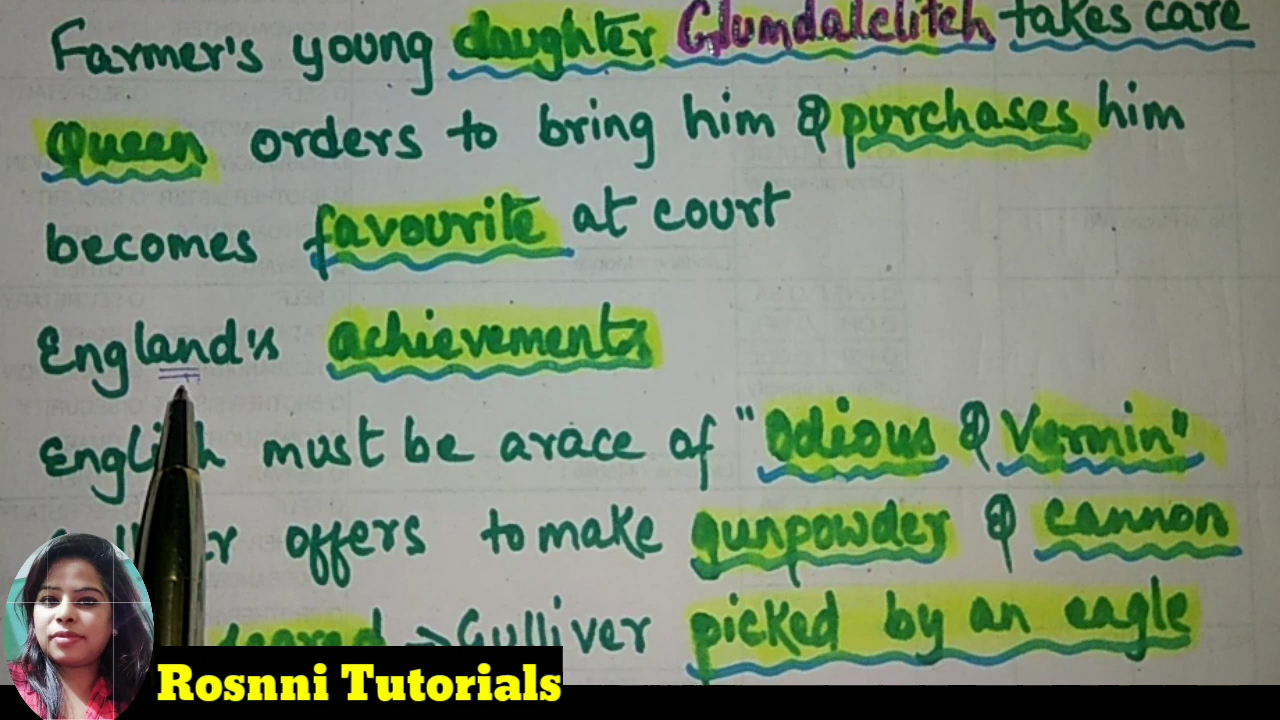 Farmer's young daughter Glumdalclitch takes care
Queen orders to bring him & purchases him
becomes favourite at court
England's achievements
English must be a race of "Odious & Vermin"
offers to make gunpowder & cannon
→ Gulliver picked by an eagle
Rosnni Tutorials